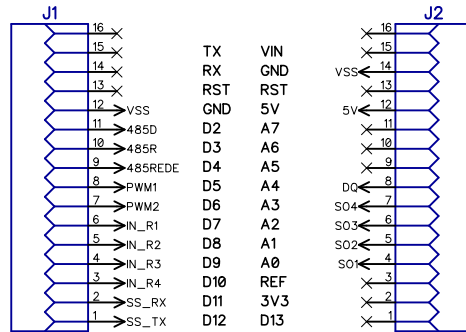 J1 J2
16 16
15 TX VIN 15
14 RX GND VSS 14
13 RST RST 13
12 VSS GND 5V 5V 12
11 485D D2 A7 11
10 485R D3 A6 10
9 485REDE D4 A5 9
8 PWM1 D5 A4 DQ 8
7 PWM2 D6 A3 SO4 7
6 IN_R1 D7 A2 SO3 6
5 IN_R2 D8 A1 SO2 5
4 IN_R3 D9 A0 SO1 4
3 IN_R4 D10 REF 3
2 SS_RX D11 3V3 2
1 SS_TX D12 D13 1